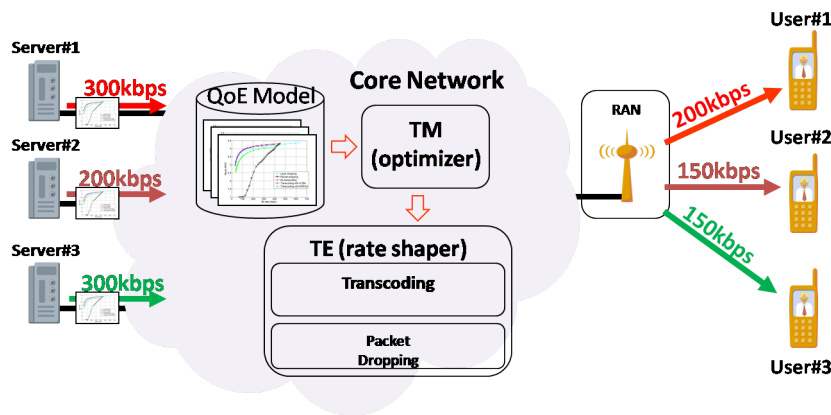 Server#1
300kbps
Server#2
200kbps
Server#3
300kbps
Core Network
QoE Model
TM
(optimizer)
TE (rate shaper)
Transcoding
Packet
Dropping
RAN
200kbps
150kbps
150kbps
User#1
User#2
User#3